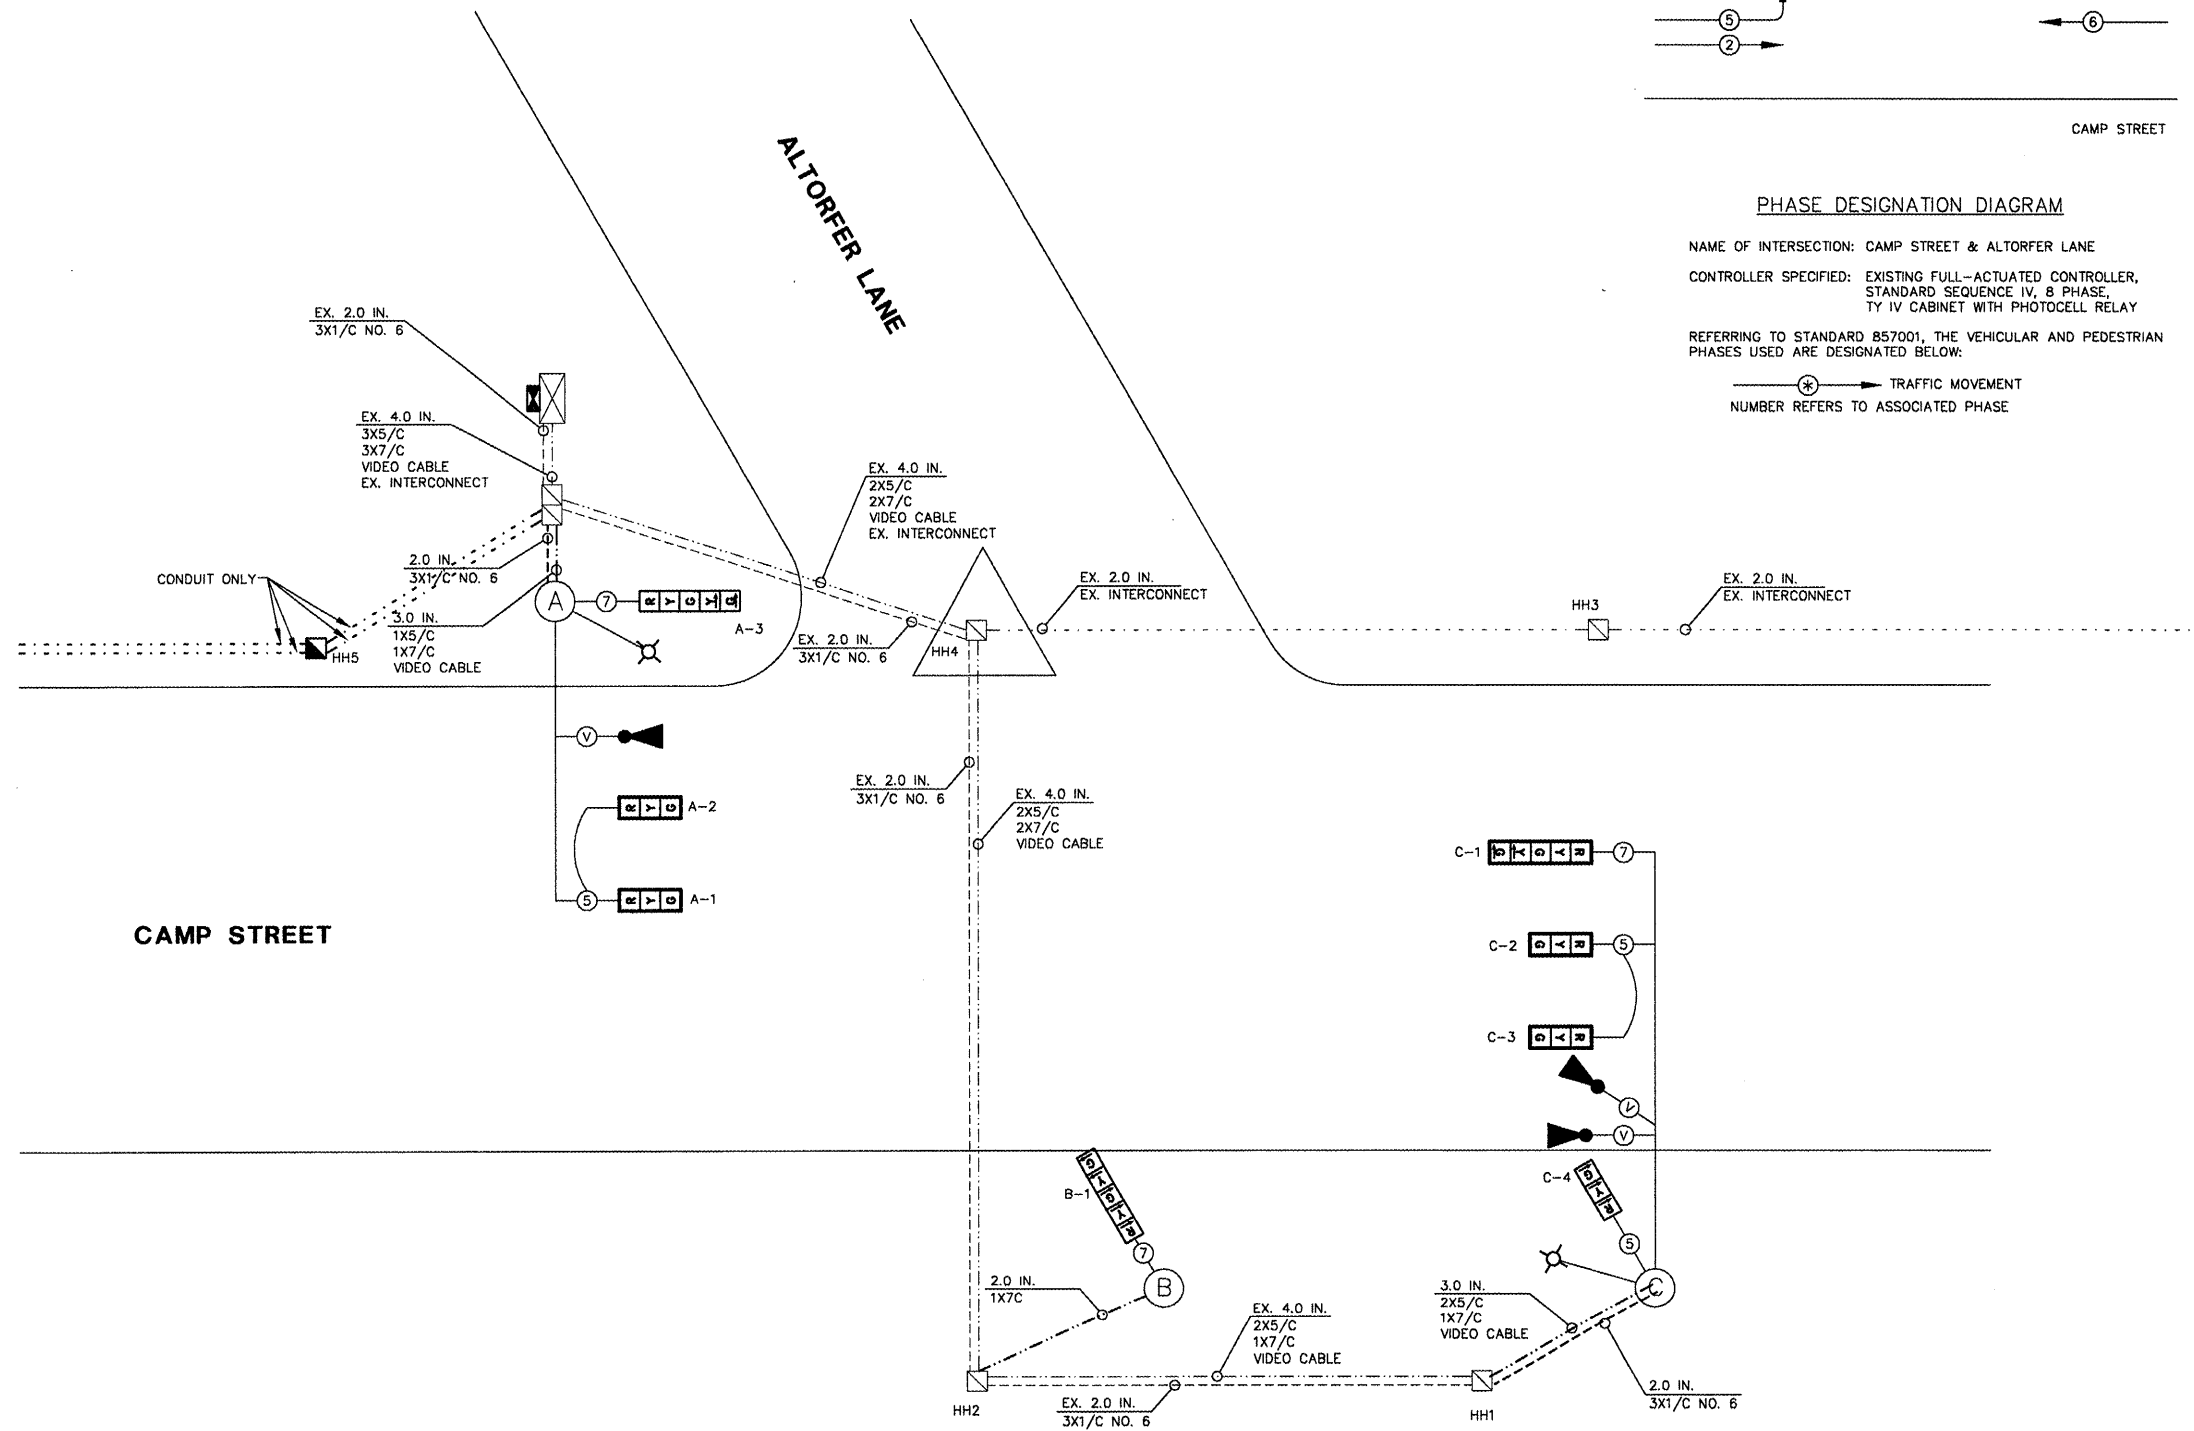 5
2
6
CAMP STREET
PHASE DESIGNATION DIAGRAM
NAME OF INTERSECTION: CAMP STREET & ALTORFER LANE
CONTROLLER SPECIFIED: EXISTING FULL-ACTUATED CONTROLLER,
STANDARD SEQUENCE IV, 8 PHASE,
TY IV CABINET WITH PHOTOCELL RELAY
REFERRING TO STANDARD 857001, THE VEHICULAR AND PEDESTRIAN
PHASES USED ARE DESIGNATED BELOW:
* TRAFFIC MOVEMENT
NUMBER REFERS TO ASSOCIATED PHASE
ALTORFER LANE
EX. 2.0 IN.
3X1/C NO. 6
EX. 4.0 IN.
3X5/C
3X7/C
VIDEO CABLE
EX. INTERCONNECT
EX. 4.0 IN.
2X5/C
2X7/C
VIDEO CABLE
EX. INTERCONNECT
2.0 IN.
3X1/C NO. 6
CONDUIT ONLY
HH5
3.0 IN.
1X5/C
1X7/C
VIDEO CABLE
A
7
R Y G Y G
A-3
EX. 2.0 IN.
3X1/C NO. 6
HH4
EX. 2.0 IN.
EX. INTERCONNECT
HH3
EX. 2.0 IN.
EX. INTERCONNECT
V
R Y G
A-2
5
R Y G
A-1
EX. 2.0 IN.
3X1/C NO. 6
EX. 4.0 IN.
2X5/C
2X7/C
VIDEO CABLE
CAMP STREET
C-1
G Y G Y R
7
C-2
G Y R
5
C-3
G Y R
V
V
B-1
G Y G Y R
7
B
C-4
G Y R
5
C
2.0 IN.
1X7C
EX. 4.0 IN.
2X5/C
1X7/C
VIDEO CABLE
3.0 IN.
2X5/C
1X7/C
VIDEO CABLE
HH2
EX. 2.0 IN.
3X1/C NO. 6
HH1
2.0 IN.
3X1/C NO. 6